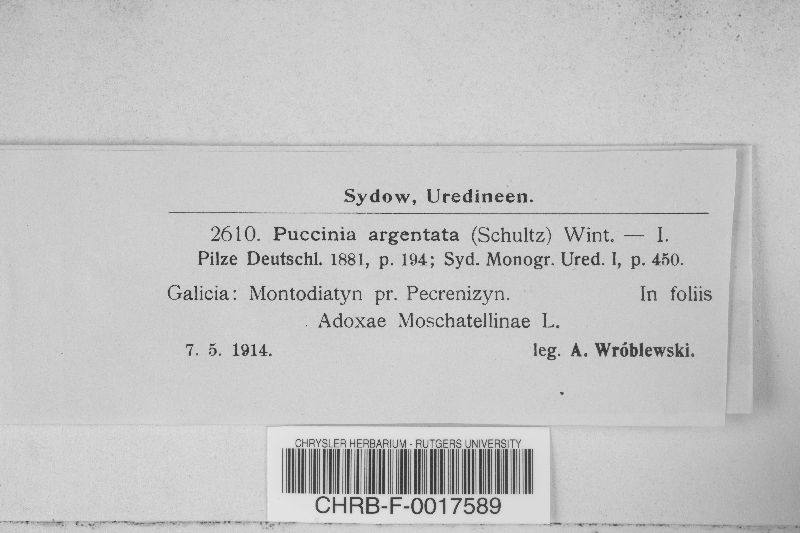 Sydow, Uredineen.
2610. Puccinia argentata (Schultz) Wint. — I.
Pilze Deutschl. 1881, p. 194; Syd. Monogr. Ured. I, p. 450.
Galicia: Montodiatyn pr. Pecrenizyn. In foliis
Adoxae Moschatellinae L.
7. 5. 1914. leg. A. Wróblewski.
CHRYSLER HERBARIUM - RUTGERS UNIVERSITY
CHRB-F-0017589